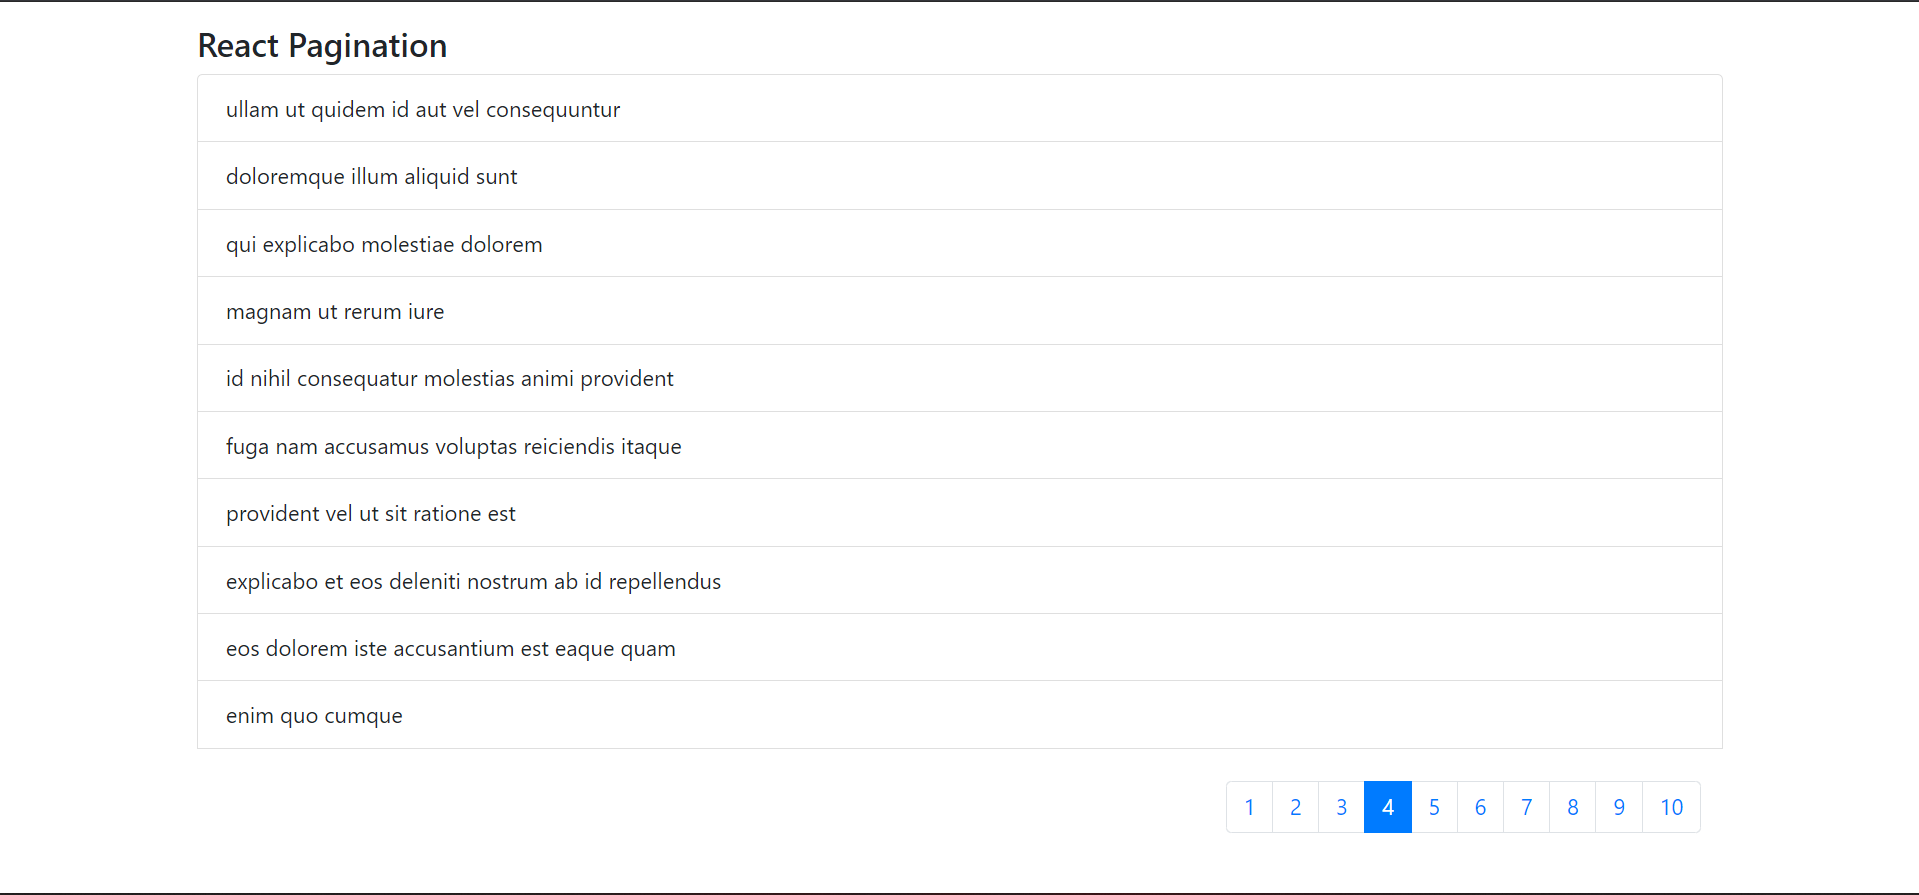 React Pagination
ullam ut quidem id aut vel consequuntur
doloremque illum aliquid sunt
qui explicabo molestiae dolorem
magnam ut rerum iure
id nihil consequatur molestias animi provident
fuga nam accusamus voluptas reiciendis itaque
provident vel ut sit ratione est
explicabo et eos deleniti nostrum ab id repellendus
eos dolorem iste accusantium est eaque quam
enim quo cumque
1 2 3 4 5 6 7 8 9 10